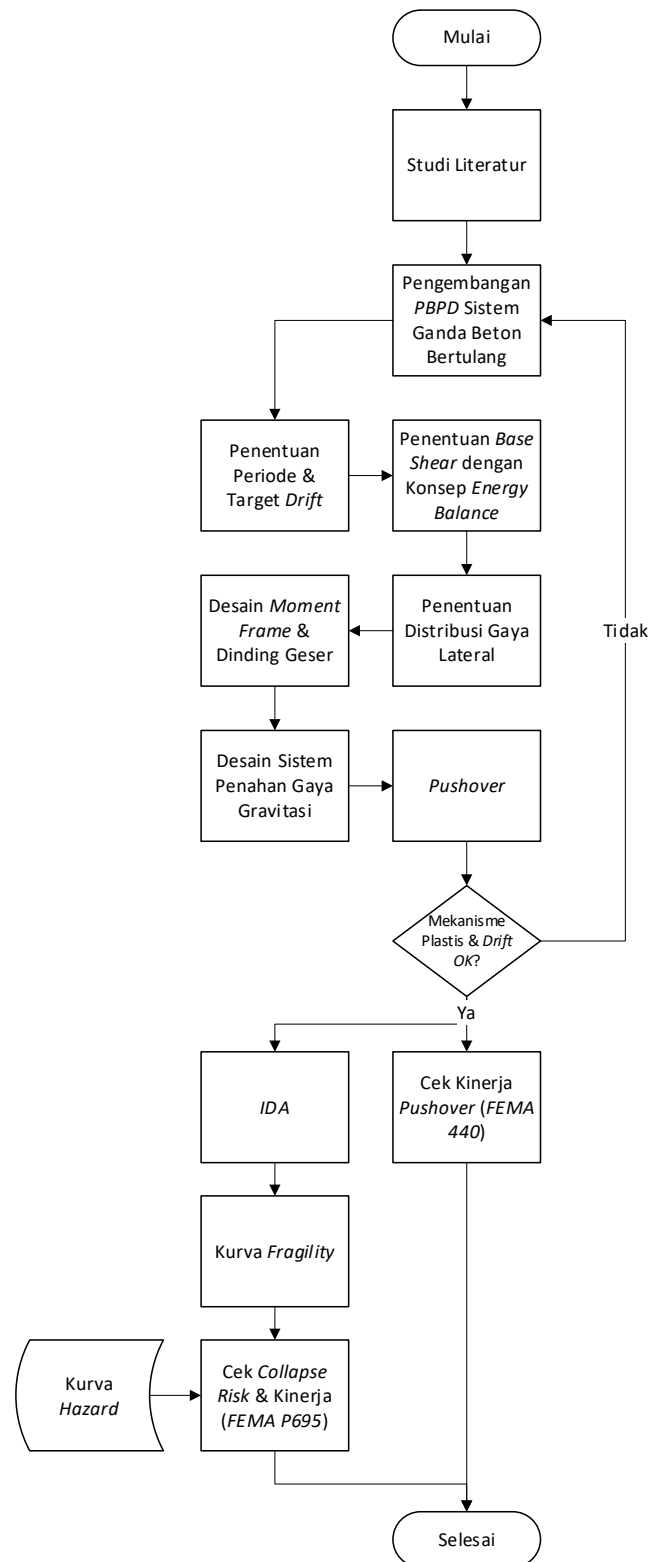 Mulai
Studi Literatur
Pengembangan
PBPD Sistem
Ganda Beton
Bertulang
Penentuan
Periode &
Target Drift
Penentuan Base
Shear dengan
Konsep Energy
Balance
Desain Moment
Frame &
Dinding Geser
Penentuan
Distribusi Gaya
Lateral
Tidak
Desain Sistem
Penahan Gaya
Gravitasi
Pushover
Mekanisme
Plastis & Drift
OK?
Ya
IDA
Cek Kinerja
Pushover (FEMA
440)
Kurva Fragility
Kurva
Hazard
Cek Collapse
Risk & Kinerja
(FEMA P695)
Selesai